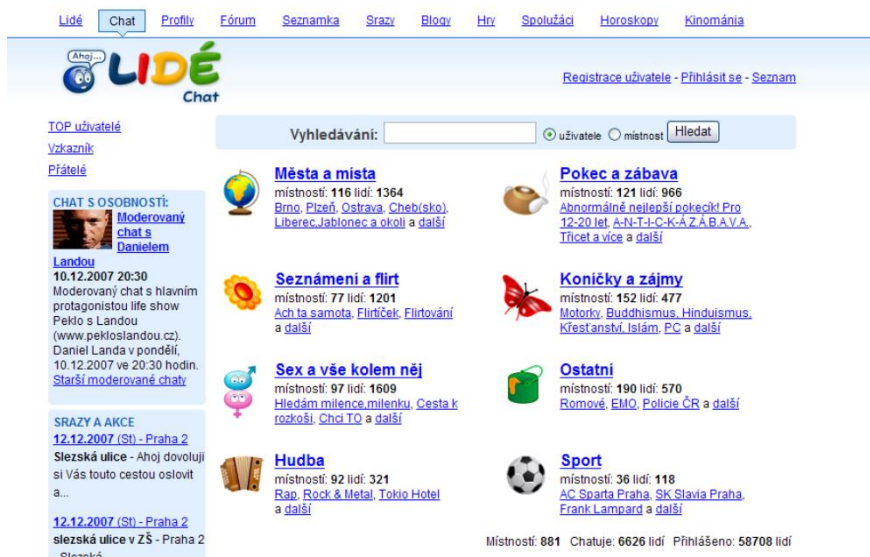 Lidé Chat Profily Fórum Seznamka Srazy Blogy Hry Spolužáci Horoskopy Kinománia
Ahoj...
LIDÉ
Chat
Registrace uživatele - Přihlásit se - Seznam
TOP uživatelé
Vzkazník
Přátelé
Vyhledávání: uživatele místnost Hledat
CHAT S OSOBNOSTÍ:
Moderovaný
chat s
Danielem
Landou
10.12.2007 20:30
Moderovaný chat s hlavním
protagonistou life show
Peklo s Landou
(www.pekloslandou.cz).
Daniel Landa v pondělí,
10.12.2007 ve 20:30 hodin.
Starší moderované chaty
SRAZY A AKCE
12.12.2007 (St) - Praha 2
Slezská ulice - Ahoj dovoluji
si Vás touto cestou oslovit
a...
12.12.2007 (St) - Praha 2
slezská ulice v ZŠ - Praha 2
- Slezská
Města a místa
místností: 116 lidí: 1364
Brno, Plzeň, Ostrava, Cheb(sko),
Liberec,Jablonec a okoli a další
Pokec a zábava
místností: 121 lidí: 966
Abnormálně nejlepší pokecík! Pro
12-20 let, A-N-T-I-C-K-Á Z.Á.B.A.V.A.,
Třicet a více a další
Seznámení a flirt
místností: 77 lidí: 1201
Ach ta samota, Flirtíček, Flirtování
a další
Koníčky a zájmy
místností: 152 lidí: 477
Motorky, Buddhismus, Hinduismus,
Křesťanství, Islám, PC a další
Sex a vše kolem něj
místností: 97 lidí: 1609
Hledám milence,milenku, Cesta k
rozkoši, Chci TO a další
Ostatní
místností: 190 lidí: 570
Romové, EMO, Policie ČR a další
Hudba
místností: 92 lidí: 321
Rap, Rock & Metal, Tokio Hotel
a další
Sport
místností: 36 lidí: 118
AC Sparta Praha, SK Slavia Praha,
Frank Lampard a další
Místností: 881 Chatuje: 6626 lidí Přihlášeno: 58708 lidí